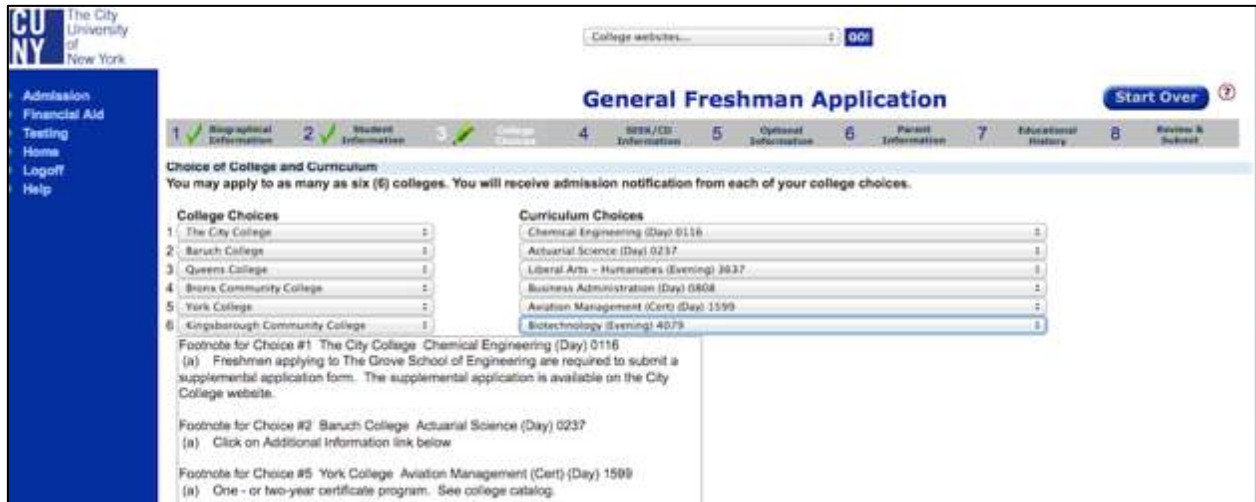 CU The City
University
NY of
New York
College websites... GO!
Admission
Financial Aid
Testing
Home
Logoff
Help
General Freshman Application
Start Over ?
1 Biographical Information 2 Student Information 3 College Choices 4 SEEK/CD Information 5 Optional Information 6 Parent Information 7 Educational History 8 Review & Submit
Choice of College and Curriculum
You may apply to as many as six (6) colleges. You will receive admission notification from each of your college choices.
College Choices Curriculum Choices
1 The City College Chemical Engineering (Day) 0116
2 Baruch College Actuarial Science (Day) 0237
3 Queens College Liberal Arts - Humanities (Evening) 3637
4 Bronx Community College Business Administration (Day) 0808
5 York College Aviation Management (Cert) (Day) 1599
6 Kingsborough Community College Biotechnology (Evening) 4079
Footnote for Choice #1 The City College Chemical Engineering (Day) 0116
(a) Freshmen applying to The Grove School of Engineering are required to submit a
supplemental application form. The supplemental application is available on the City
College website.
Footnote for Choice #2 Baruch College Actuarial Science (Day) 0237
(a) Click on Additional Information link below
Footnote for Choice #5 York College Aviation Management (Cert) (Day) 1599
(a) One - or two-year certificate program. See college catalog.